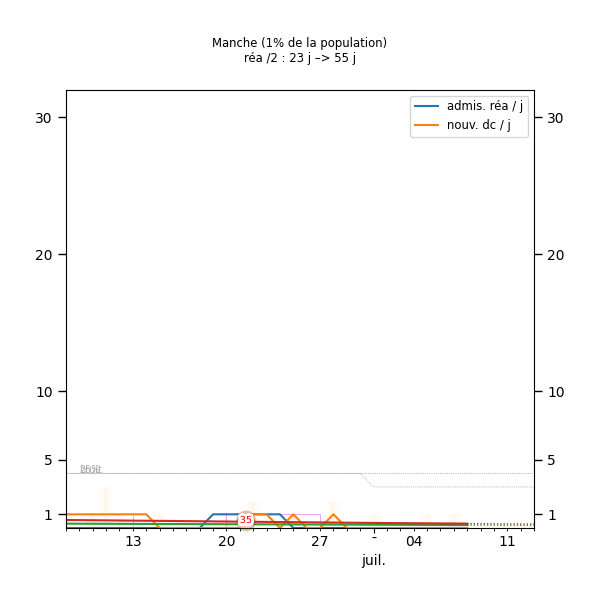 Manche (1% de la population)
réa /2 : 23 j –> 55 j
admis. réa / j
nouv. dc / j
30 30
20 20
10 10
5 5
25%
35
1 1
13 20 27 - 04 11
juil.